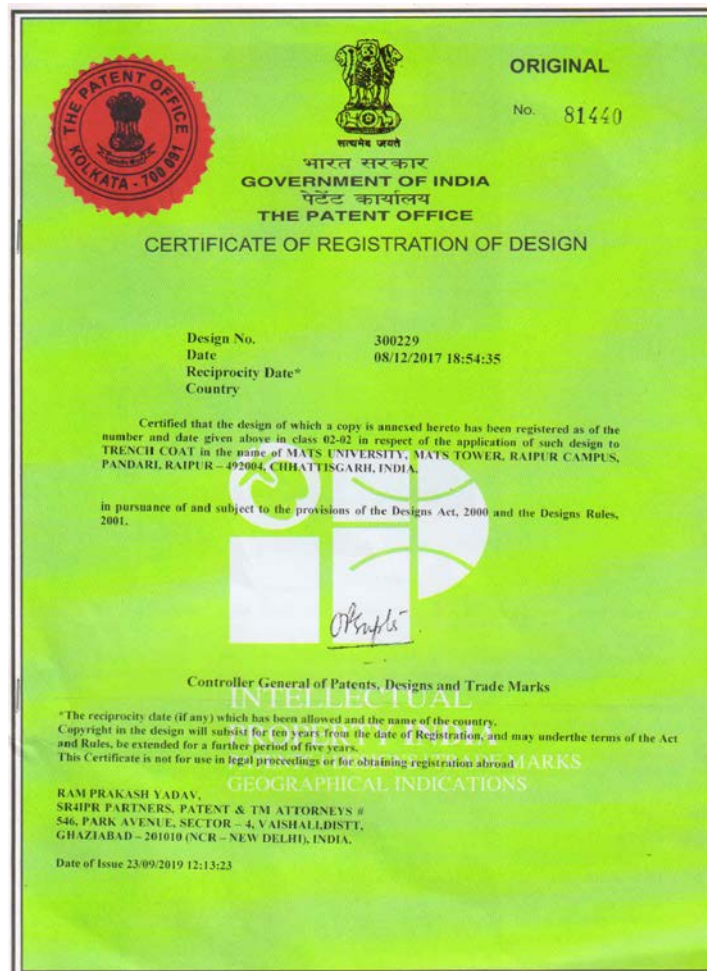 THE PATENT OFFICE
KOLKATA - 700 091
ORIGINAL
No. 81440
सत्यमेव जयते
भारत सरकार
GOVERNMENT OF INDIA
पेटेंट कार्यालय
THE PATENT OFFICE
CERTIFICATE OF REGISTRATION OF DESIGN
Design No. 300229
Date 08/12/2017 18:54:35
Reciprocity Date*
Country
Certified that the design of which a copy is annexed hereto has been registered as of the
number and date given above in class 02-02 in respect of the application of such design to
TRENCH COAT in the name of MATS UNIVERSITY, MATS TOWER, RAIPUR CAMPUS,
PANDARI, RAIPUR – 492004, CHHATTISGARH, INDIA.
in pursuance of and subject to the provisions of the Designs Act, 2000 and the Designs Rules,
2001.
OPGupta
Controller General of Patents, Designs and Trade Marks
INTELLECTUAL
PROPERTY INDIA
TRADE MARKS
GEOGRAPHICAL INDICATIONS
*The reciprocity date (if any) which has been allowed and the name of the country.
Copyright in the design will subsist for ten years from the date of Registration, and may underthe terms of the Act
and Rules, be extended for a further period of five years.
This Certificate is not for use in legal proceedings or for obtaining registration abroad
RAM PRAKASH YADAV,
SR4IPR PARTNERS, PATENT & TM ATTORNEYS #
546, PARK AVENUE, SECTOR – 4, VAISHALI,DISTT,
GHAZIABAD – 201010 (NCR – NEW DELHI), INDIA.
Date of Issue 23/09/2019 12:13:23